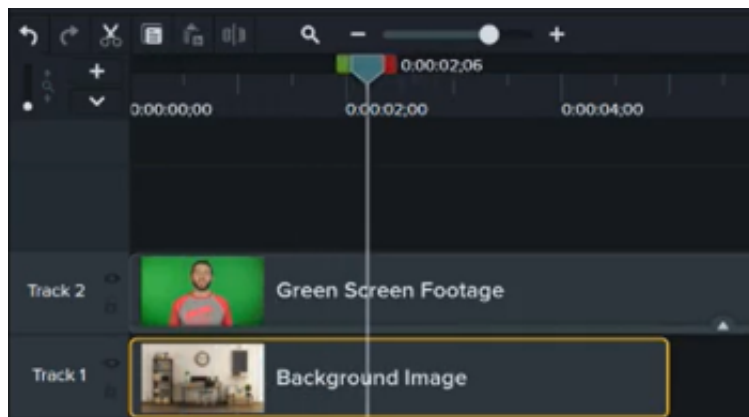 0:00:02;06
0:00:00;00
0:00:02;00
0:00:04;00
Track 2
Green Screen Footage
Track 1
Background Image